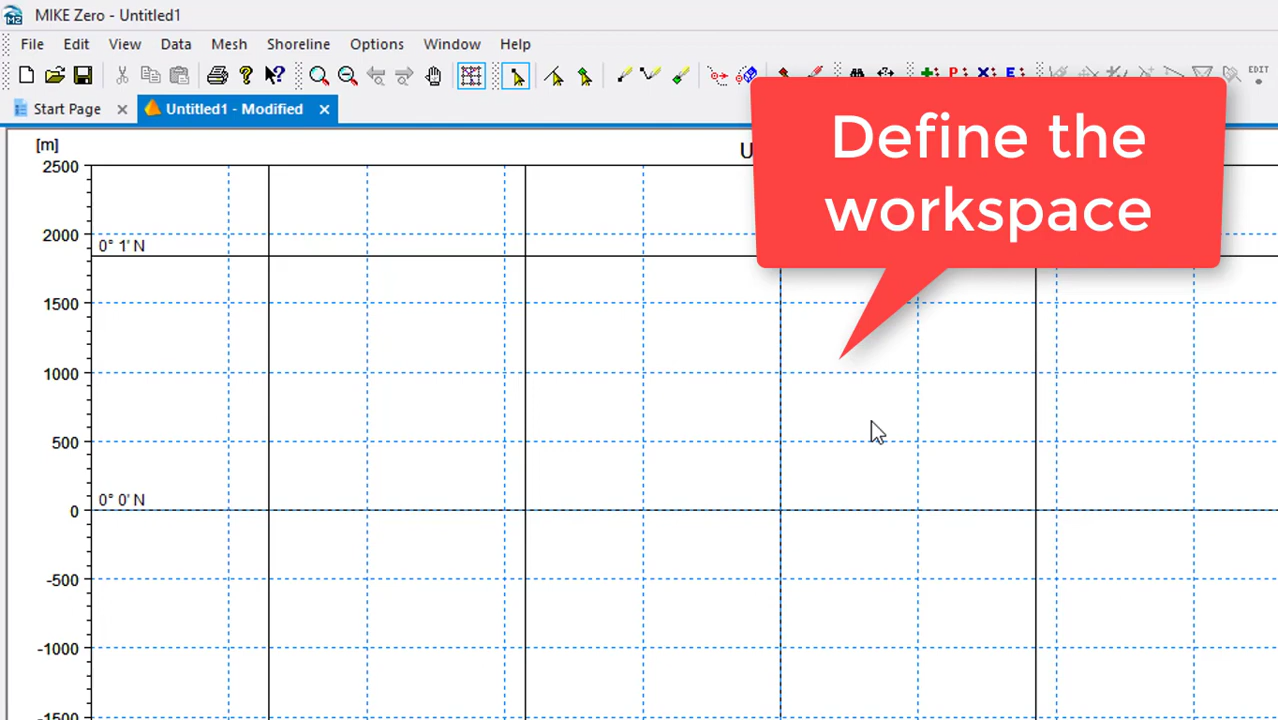 MIKE Zero - Untitled1
File Edit View Data Mesh Shoreline Options Window Help
EDIT
Start Page Untitled1 - Modified
Define the
workspace
[m]
U
2500
2000
0° 1' N
1500
1000
500
0° 0' N
0
-500
-1000
-1500